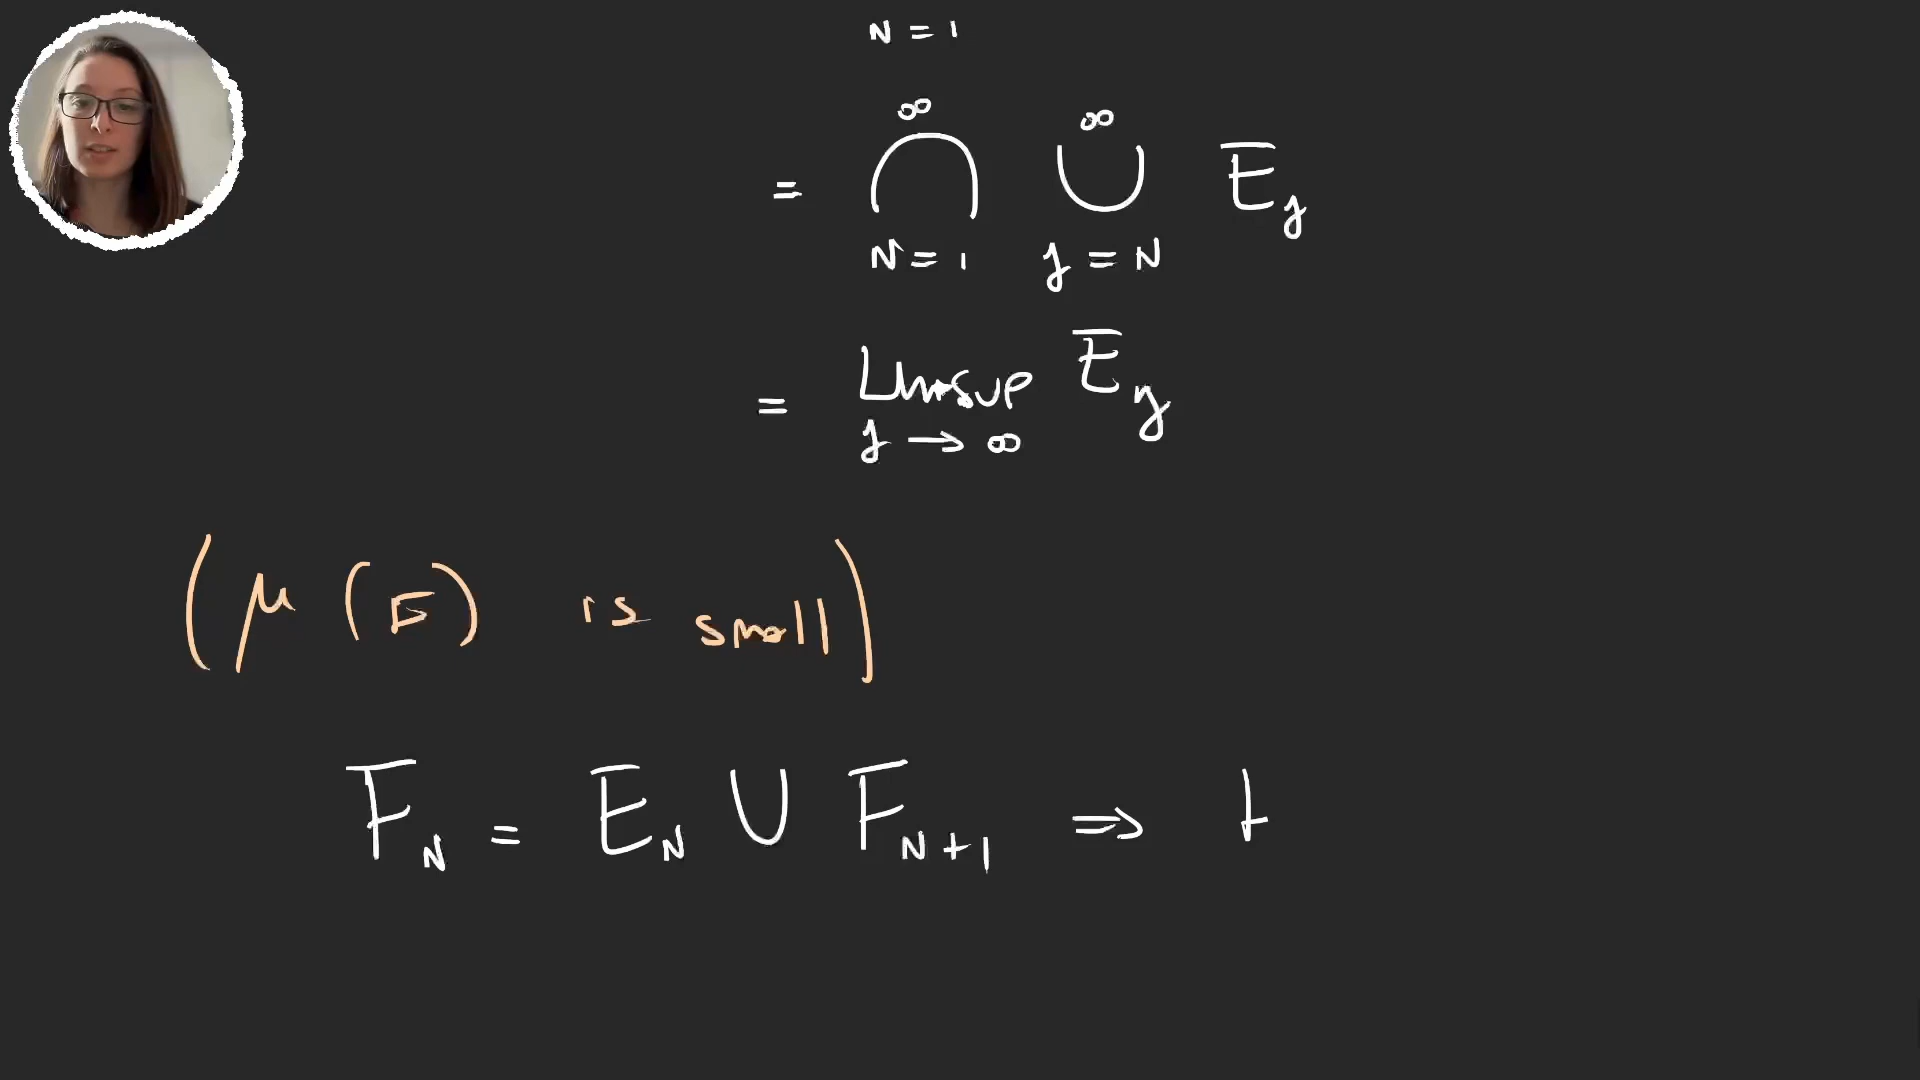 N = 1
∞ ∞
= ⋂ ⋃ E_j
N = 1 j = N
= Limsup E_j
j → ∞
( μ (E) is small )
F_N = E_N ∪ F_{N+1} ⇒